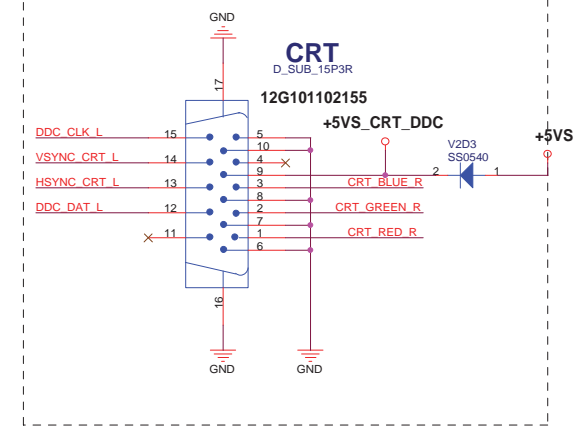 GND
CRT
D_SUB_15P3R
17
12G101102155
+5VS_CRT_DDC
+5VS
V2D3
SS0540
DDC_CLK_L
15
5
10
VSYNC_CRT_L
14
4
9
2
1
HSYNC_CRT_L
13
3
CRT_BLUE_R
8
DDC_DAT_L
12
2
CRT_GREEN_R
7
11
1
CRT_RED_R
6
16
GND
GND